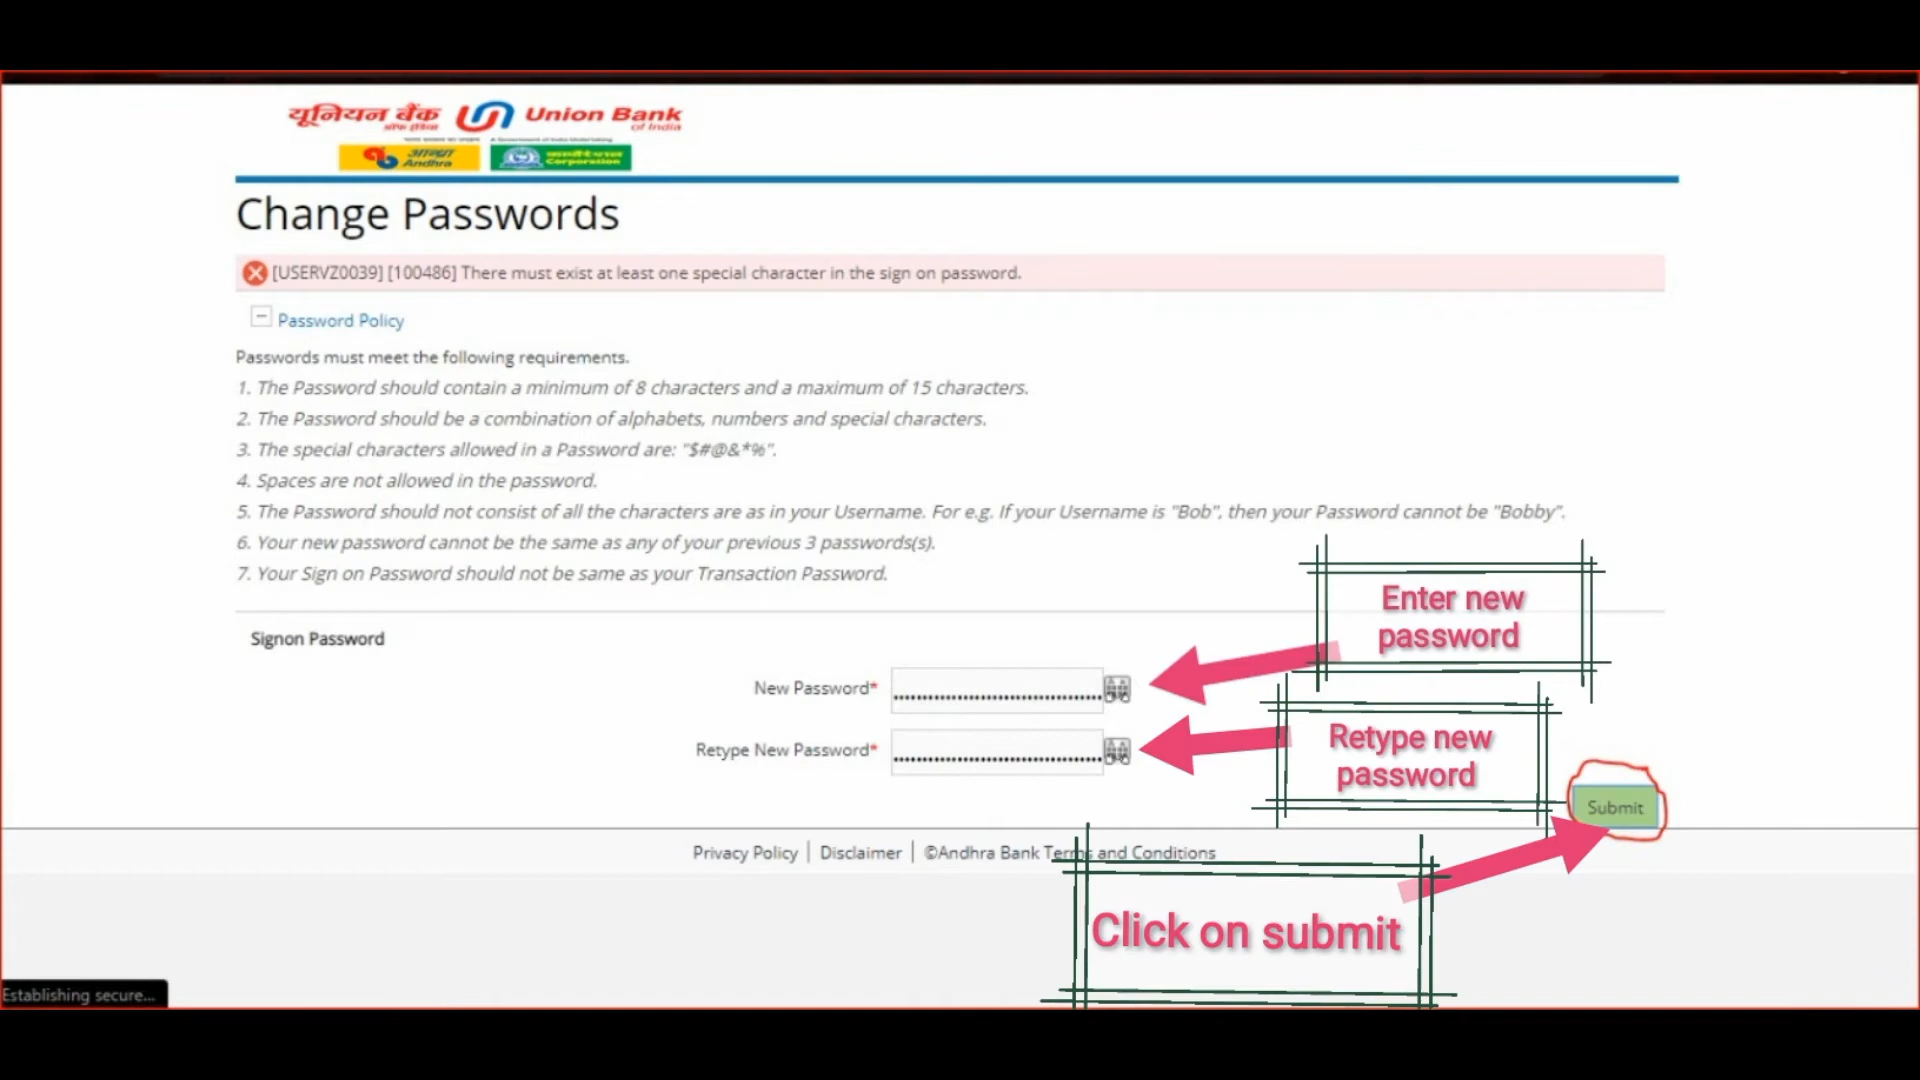 यूनियन बैंक Union Bank
ऑफ इंडिया of India
A Government of India Undertaking
आन्ध्रा
Andhra
Corporation
Change Passwords
[USERVZ0039] [100486] There must exist at least one special character in the sign on password.
Password Policy
Passwords must meet the following requirements.
1. The Password should contain a minimum of 8 characters and a maximum of 15 characters.
2. The Password should be a combination of alphabets, numbers and special characters.
3. The special characters allowed in a Password are: "$#@&*%".
4. Spaces are not allowed in the password.
5. The Password should not consist of all the characters are as in your Username. For e.g. If your Username is "Bob", then your Password cannot be "Bobby".
6. Your new password cannot be the same as any of your previous 3 passwords(s).
7. Your Sign on Password should not be same as your Transaction Password.
Enter new
password
Signon Password
New Password*
Retype New Password*
Retype new
password
Submit
Privacy Policy | Disclaimer | ©Andhra Bank Terms and Conditions
Click on submit
Establishing secure...